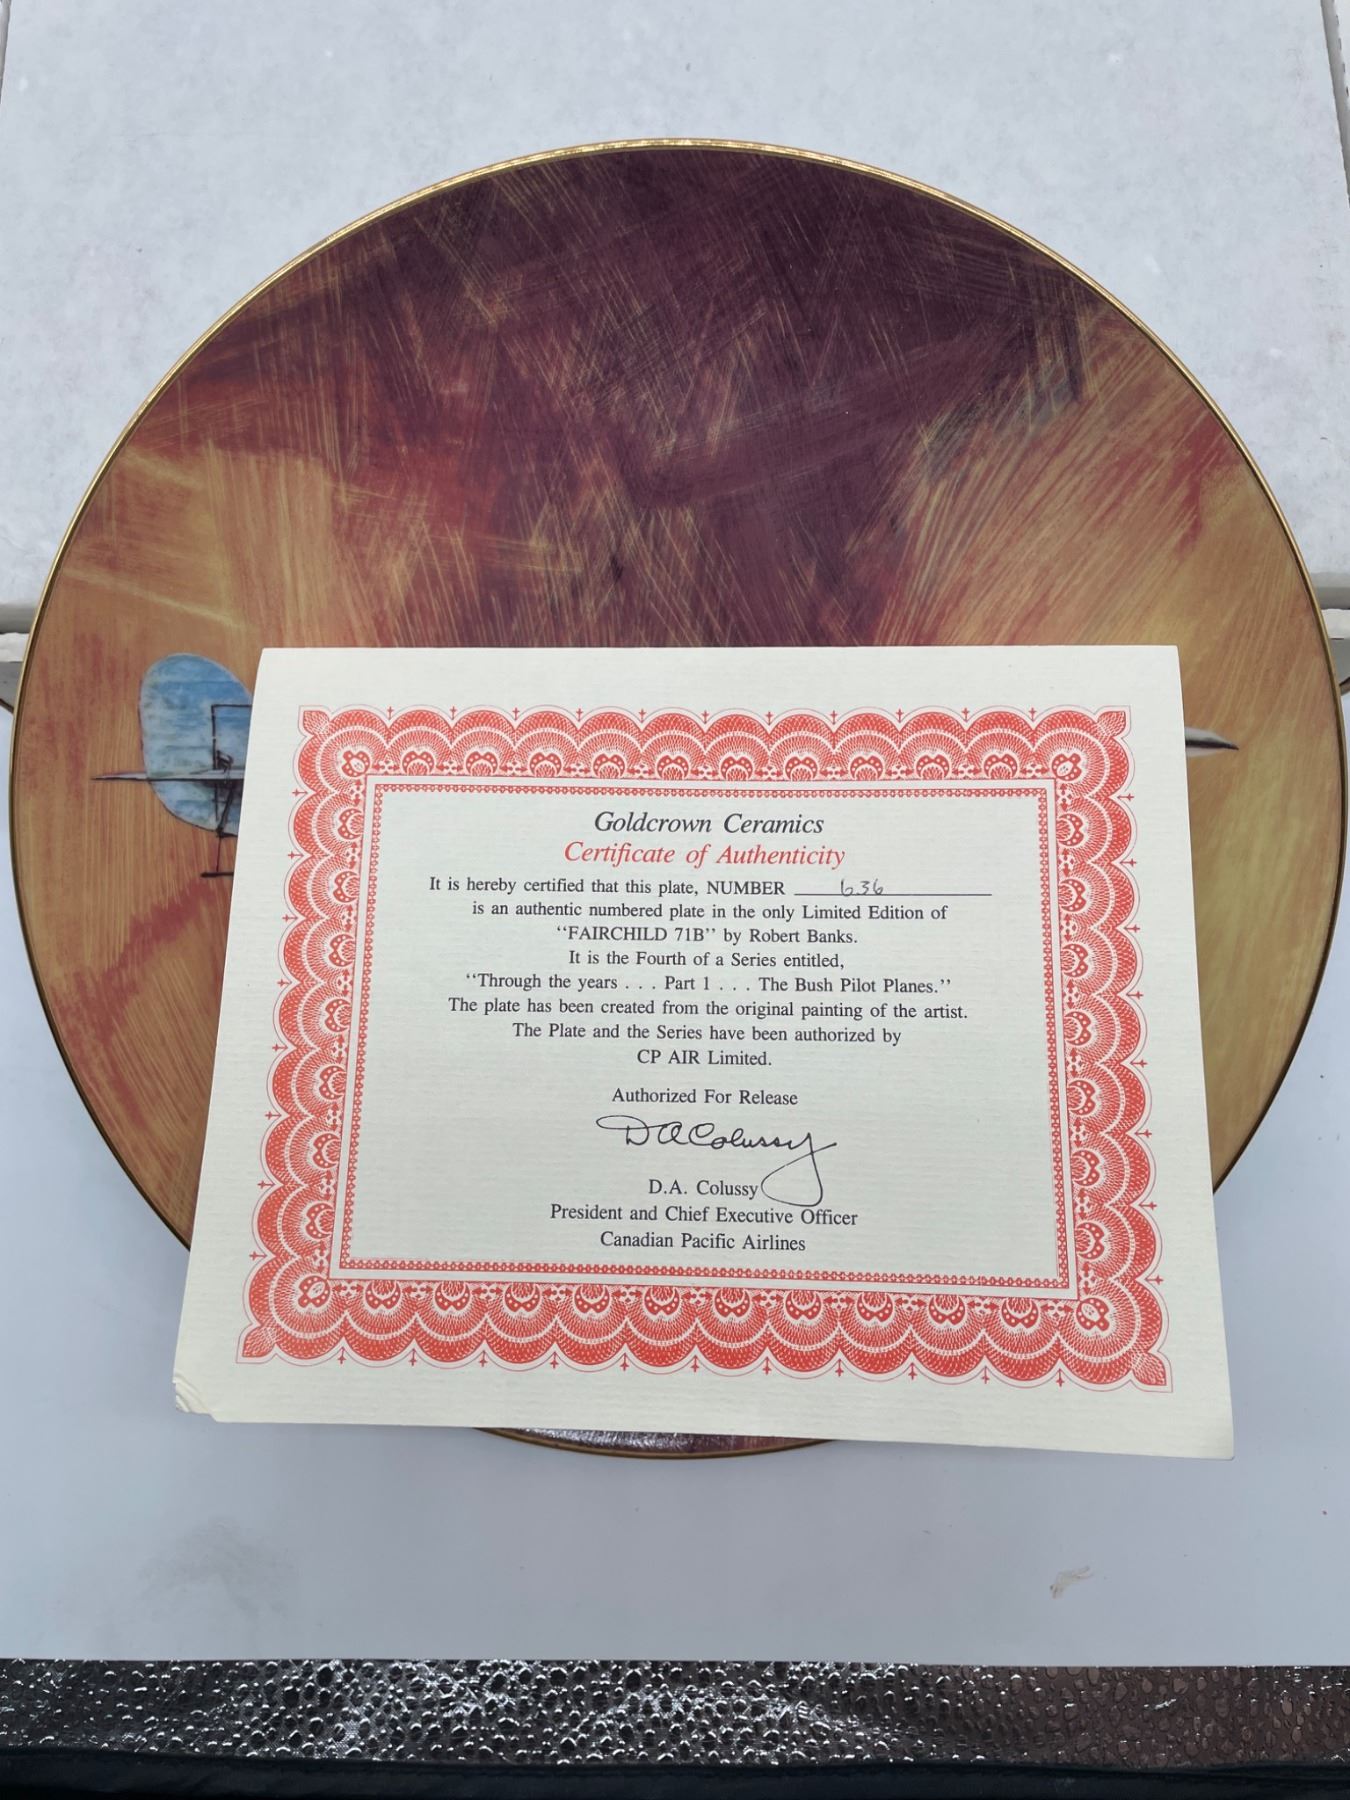 Goldcrown Ceramics
Certificate of Authenticity
It is hereby certified that this plate, NUMBER 636
is an authentic numbered plate in the only Limited Edition of
‘‘FAIRCHILD 71B’’ by Robert Banks.
It is the Fourth of a Series entitled,
‘‘Through the years . . . Part 1 . . . The Bush Pilot Planes.’’
The plate has been created from the original painting of the artist.
The Plate and the Series have been authorized by
CP AIR Limited.
Authorized For Release
DAColussy
D.A. Colussy
President and Chief Executive Officer
Canadian Pacific Airlines